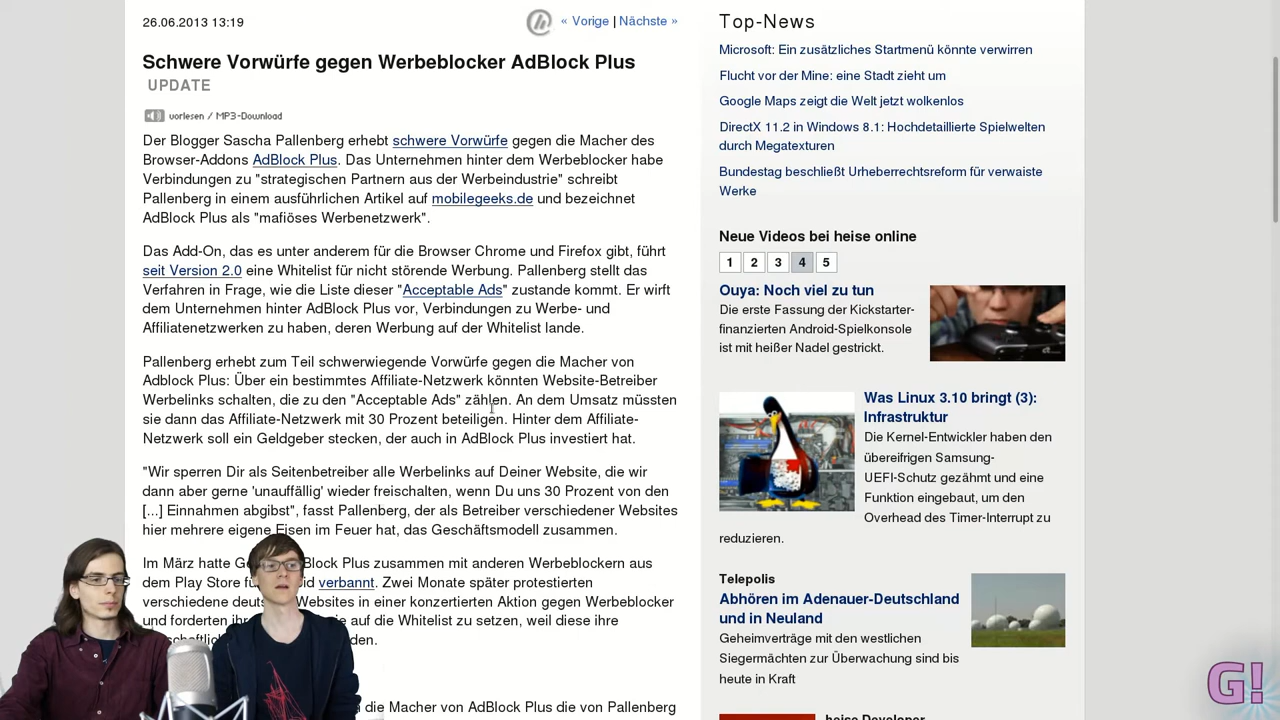 26.06.2013 13:19
« Vorige | Nächste »
Schwere Vorwürfe gegen Werbeblocker AdBlock Plus
UPDATE
vorlesen / MP3-Download
Der Blogger Sascha Pallenberg erhebt schwere Vorwürfe gegen die Macher des
Browser-Addons AdBlock Plus. Das Unternehmen hinter dem Werbeblocker habe
Verbindungen zu "strategischen Partnern aus der Werbeindustrie" schreibt
Pallenberg in einem ausführlichen Artikel auf mobilegeeks.de und bezeichnet
AdBlock Plus als "mafiöses Werbenetzwerk".
Das Add-On, das es unter anderem für die Browser Chrome und Firefox gibt, führt
seit Version 2.0 eine Whitelist für nicht störende Werbung. Pallenberg stellt das
Verfahren in Frage, wie die Liste dieser "Acceptable Ads" zustande kommt. Er wirft
dem Unternehmen hinter AdBlock Plus vor, Verbindungen zu Werbe- und
Affiliatenetzwerken zu haben, deren Werbung auf der Whitelist lande.
Pallenberg erhebt zum Teil schwerwiegende Vorwürfe gegen die Macher von
Adblock Plus: Über ein bestimmtes Affiliate-Netzwerk könnten Website-Betreiber
Werbelinks schalten, die zu den "Acceptable Ads" zählen. An dem Umsatz müssten
sie dann das Affiliate-Netzwerk mit 30 Prozent beteiligen. Hinter dem Affiliate-
Netzwerk soll ein Geldgeber stecken, der auch in AdBlock Plus investiert hat.
"Wir sperren Dir als Seitenbetreiber alle Werbelinks auf Deiner Website, die wir
dann aber gerne 'unauffällig' wieder freischalten, wenn Du uns 30 Prozent von den
[...] Einnahmen abgibst", fasst Pallenberg, der als Betreiber verschiedener Websites
hier mehrere eigene Eisen im Feuer hat, das Geschäftsmodell zusammen.
Im März hatte Block Plus zusammen mit anderen Werbeblockern aus
dem Play Store verbannt. Zwei Monate später protestierten
verschiedene Websites in einer konzertierten Aktion gegen Werbeblocker
und forderten auf die Whitelist zu setzen, weil diese ihre
die Macher von AdBlock Plus die von Pallenberg
Top-News
Microsoft: Ein zusätzliches Startmenü könnte verwirren
Flucht vor der Mine: eine Stadt zieht um
Google Maps zeigt die Welt jetzt wolkenlos
DirectX 11.2 in Windows 8.1: Hochdetaillierte Spielwelten
durch Megatexturen
Bundestag beschließt Urheberrechtsreform für verwaiste
Werke
Neue Videos bei heise online
1 2 3 4 5
Ouya: Noch viel zu tun
Die erste Fassung der Kickstarter-
finanzierten Android-Spielkonsole
ist mit heißer Nadel gestrickt.
Was Linux 3.10 bringt (3):
Infrastruktur
Die Kernel-Entwickler haben den
übereifrigen Samsung-
UEFI-Schutz gezähmt und eine
Funktion eingebaut, um den
Overhead des Timer-Interrupt zu
reduzieren.
Telepolis
Abhören im Adenauer-Deutschland
und in Neuland
Geheimverträge mit den westlichen
Siegermächten zur Überwachung sind bis
heute in Kraft
heise Developer
G!